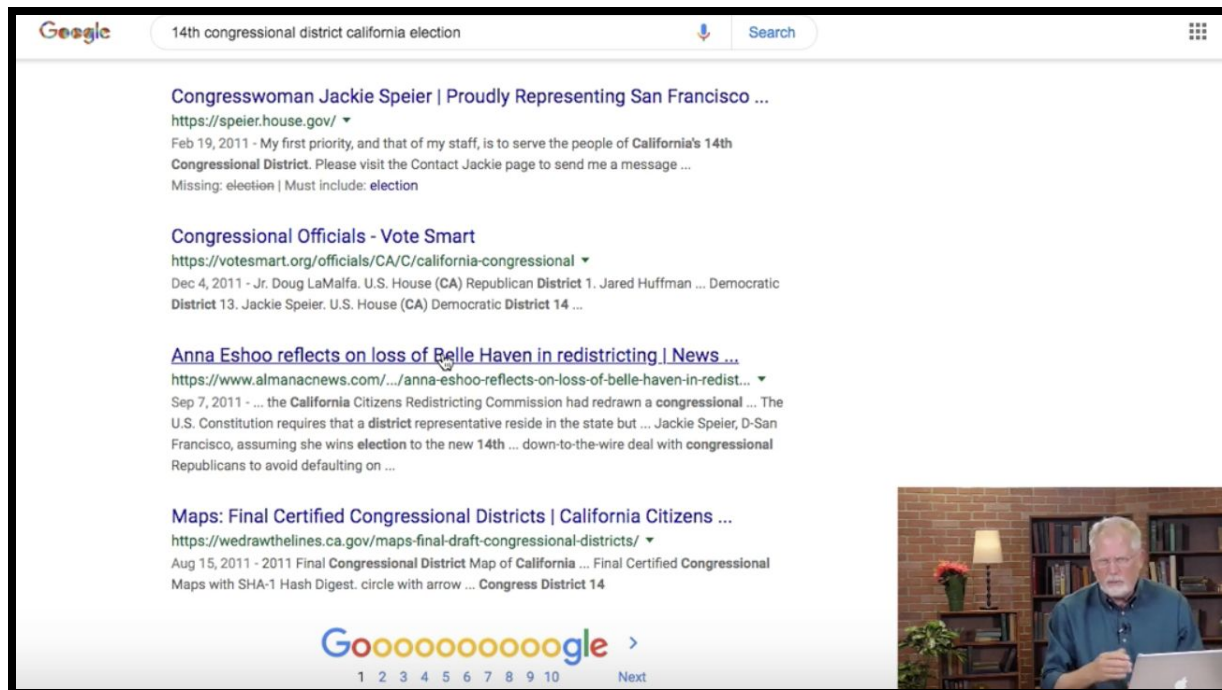 Google
14th congressional district california election
Search
Congresswoman Jackie Speier | Proudly Representing San Francisco ...
https://speier.house.gov/
Feb 19, 2011 - My first priority, and that of my staff, is to serve the people of California's 14th
Congressional District. Please visit the Contact Jackie page to send me a message ...
Missing: election | Must include: election
Congressional Officials - Vote Smart
https://votesmart.org/officials/CA/C/california-congressional
Dec 4, 2011 - Jr. Doug LaMalfa. U.S. House (CA) Republican District 1. Jared Huffman ... Democratic
District 13. Jackie Speier. U.S. House (CA) Democratic District 14 ...
Anna Eshoo reflects on loss of Belle Haven in redistricting | News ...
https://www.almanacnews.com/.../anna-eshoo-reflects-on-loss-of-belle-haven-in-redist...
Sep 7, 2011 - ... the California Citizens Redistricting Commission had redrawn a congressional ... The
U.S. Constitution requires that a district representative reside in the state but ... Jackie Speier, D-San
Francisco, assuming she wins election to the new 14th ... down-to-the-wire deal with congressional
Republicans to avoid defaulting on ...
Maps: Final Certified Congressional Districts | California Citizens ...
https://wedrawthelines.ca.gov/maps-final-draft-congressional-districts/
Aug 15, 2011 - 2011 Final Congressional District Map of California ... Final Certified Congressional
Maps with SHA-1 Hash Digest. circle with arrow ... Congress District 14
Goooooooooogle >
1 2 3 4 5 6 7 8 9 10 Next